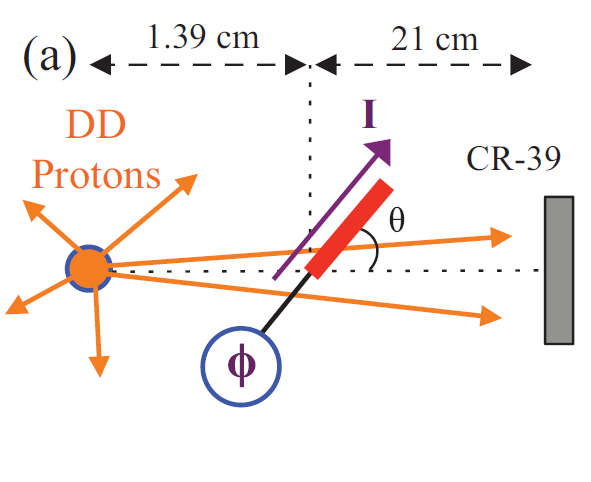 (a)
1.39 cm
21 cm
DD
Protons
I
CR-39
θ
ϕ